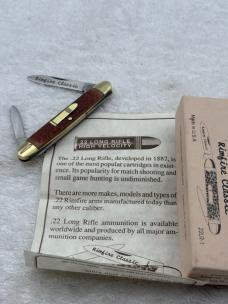 Rimfire Classic
.22 LONG RIFLE
HIGH VELOCITY
The .22 Long Rifle, developed in 1887, is
one of the most popular cartridges in exist-
ence. Its popularity for match shooting and
small game hunting is undiminished.
There are more makes, models and types of
.22 Rimfire arms manufactured today than
any other caliber.
.22 Long Rifle ammunition is available
worldwide and produced by all major am-
munition companies.
Rimfire Classic
Rimfire Classic